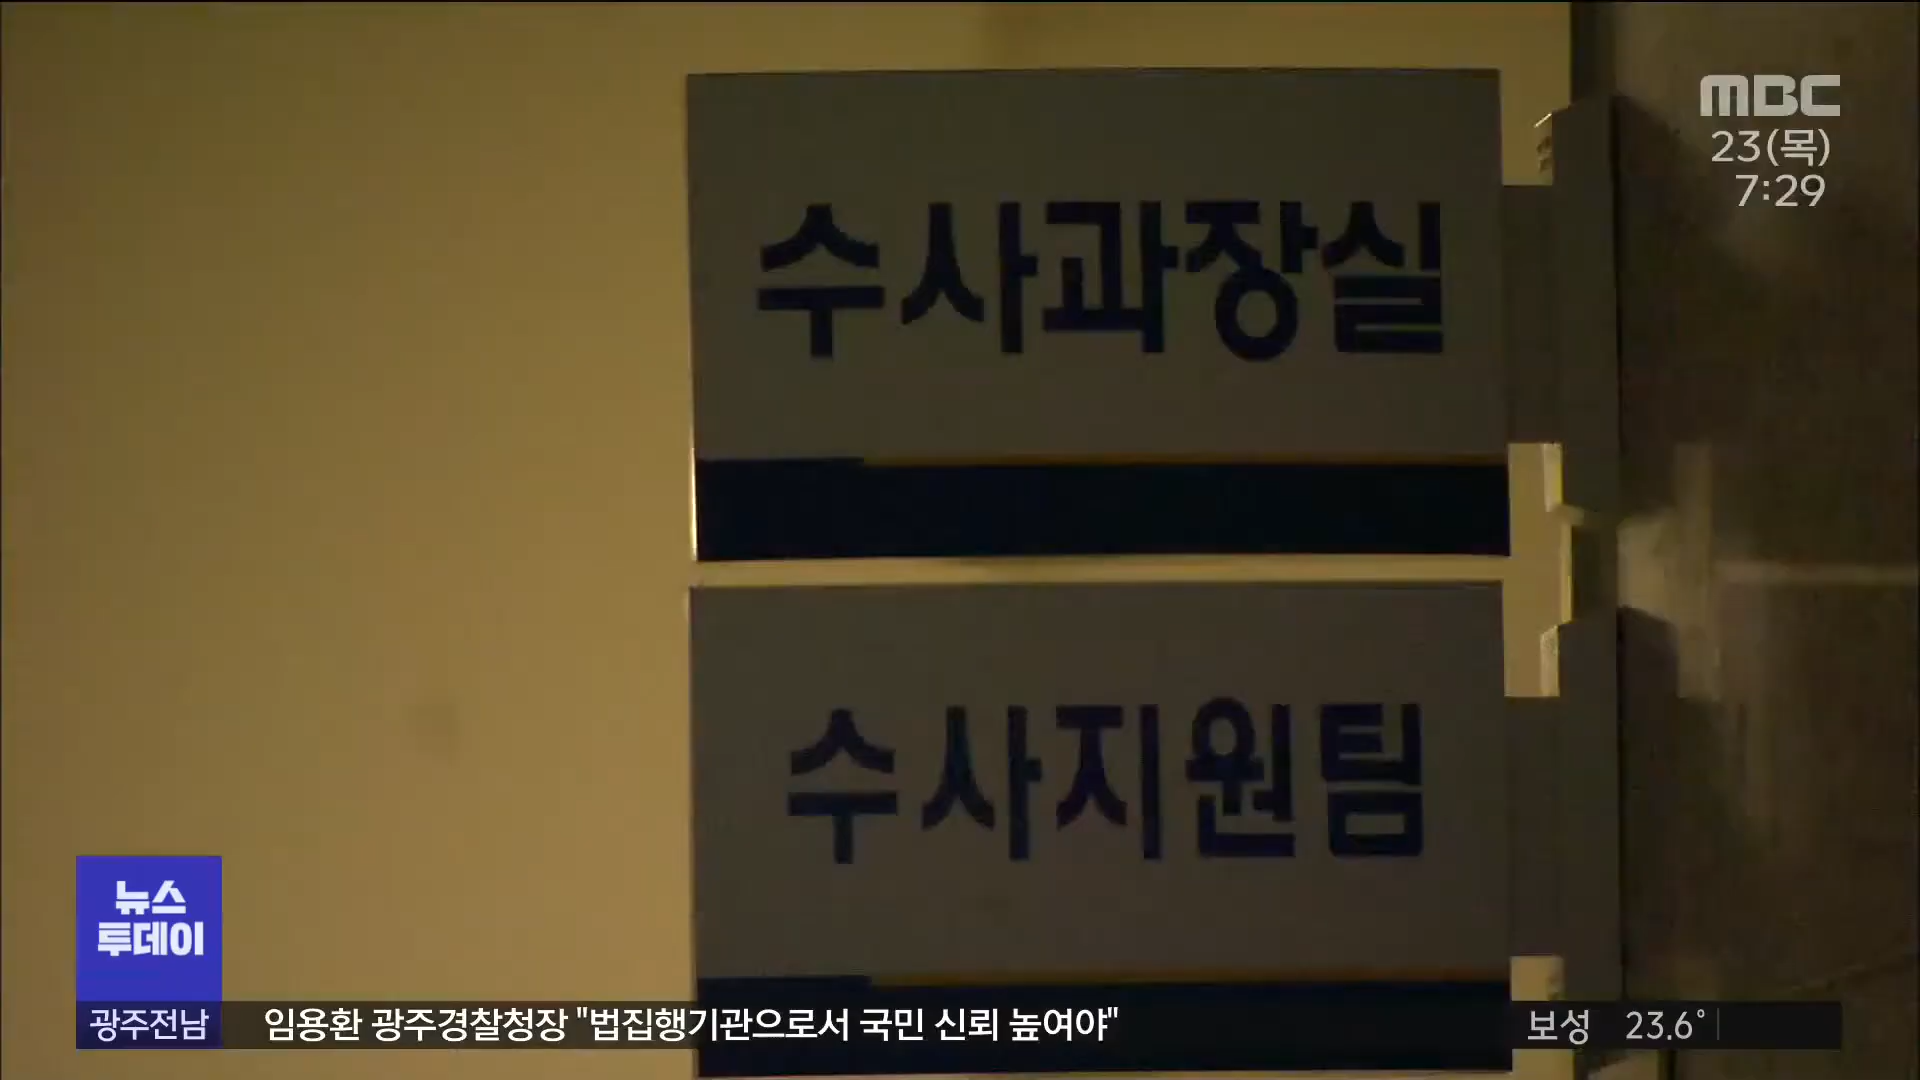 MBC
23(목)
7:29
수사과장실
수사지원팀
뉴스
투데이
광주전남 임용환 광주경찰청장 "법집행기관으로서 국민 신뢰 높여야" 보성 23.6°